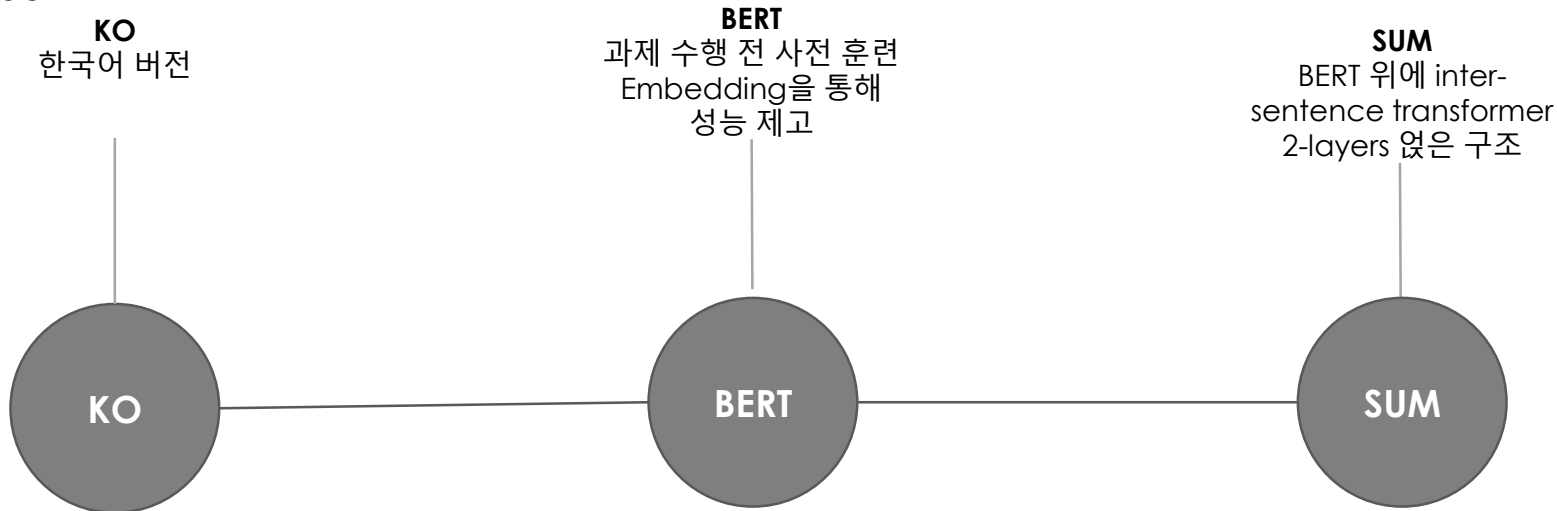 KO
한국어 버전
BERT
과제 수행 전 사전 훈련
Embedding을 통해
성능 제고
SUM
BERT 위에 inter-
sentence transformer
2-layers 얹은 구조
KO
BERT
SUM